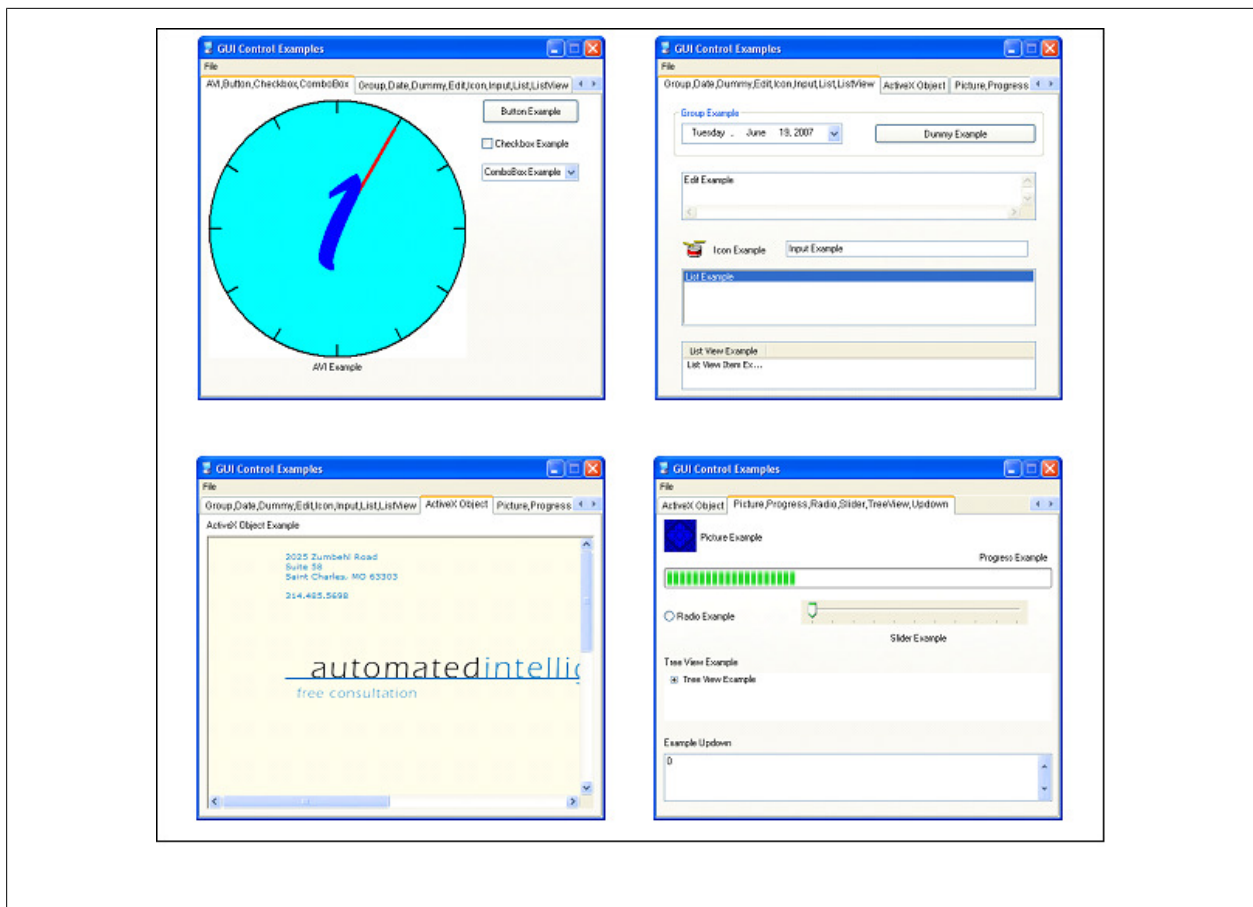 GUI Control Examples
File
AVI,Button,Checkbox,ComboBox Group,Date,Dummy,Edit,Icon,Input,List,ListView
Button Example
Checkbox Example
ComboBox Example
1
AVI Example
GUI Control Examples
File
Group,Date,Dummy,Edit,Icon,Input,List,ListView ActiveX Object Picture,Progress
Group Example
Tuesday , June 19, 2007
Dummy Example
Edit Example
Icon Example Input Example
List Example
List View Example
List View Item Ex...
GUI Control Examples
File
Group,Date,Dummy,Edit,Icon,Input,List,ListView ActiveX Object Picture,Progress
ActiveX Object Example
2025 Zumbehl Road
Suite 58
Saint Charles, MO 63303
314.485.5698
automatedintellig
free consultation
GUI Control Examples
File
ActiveX Object Picture,Progress,Radio,Slider,TreeView,Updown
Picture Example
Progress Example
Radio Example
Slider Example
Tree View Example
Tree View Example
Example Updown
0